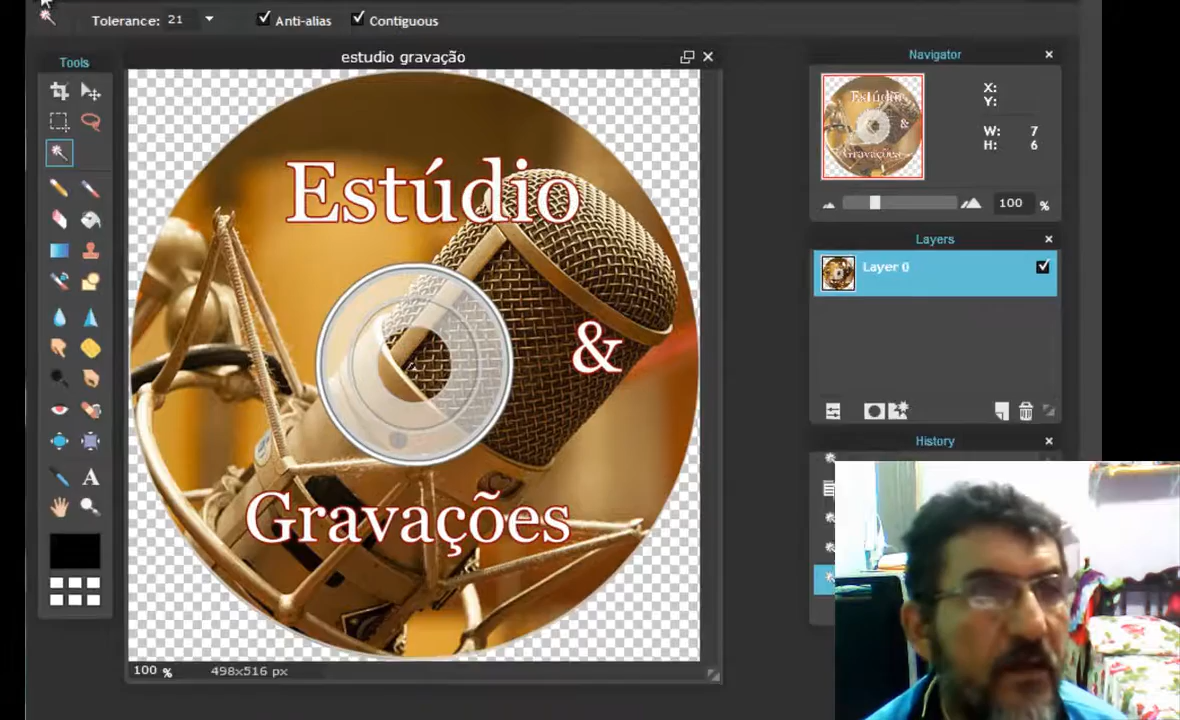 Tolerance: 21 Anti-alias Contiguous
Tools
estudio gravação
Navigator
X:
Y:
W: 7
H: 6
100 %
Estúdio
&
Gravações
Layers
Layer 0
History
A
100 % 498x516 px